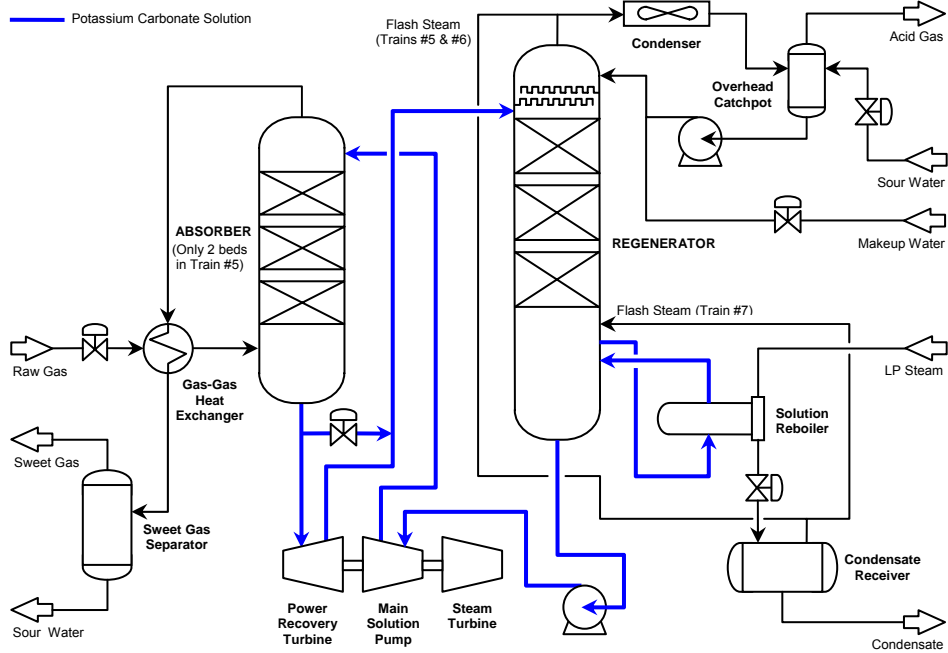 Potassium Carbonate Solution
Flash Steam
(Trains #5 & #6)
Condenser
Acid Gas
Overhead
Catchpot
Sour Water
ABSORBER
(Only 2 beds
in Train #5)
REGENERATOR
Makeup Water
Flash Steam (Train #7)
Raw Gas
Gas-Gas
Heat
Exchanger
LP Steam
Solution
Reboiler
Sweet Gas
Sweet Gas
Separator
Condensate
Receiver
Sour Water
Power
Recovery
Turbine
Main
Solution
Pump
Steam
Turbine
Condensate